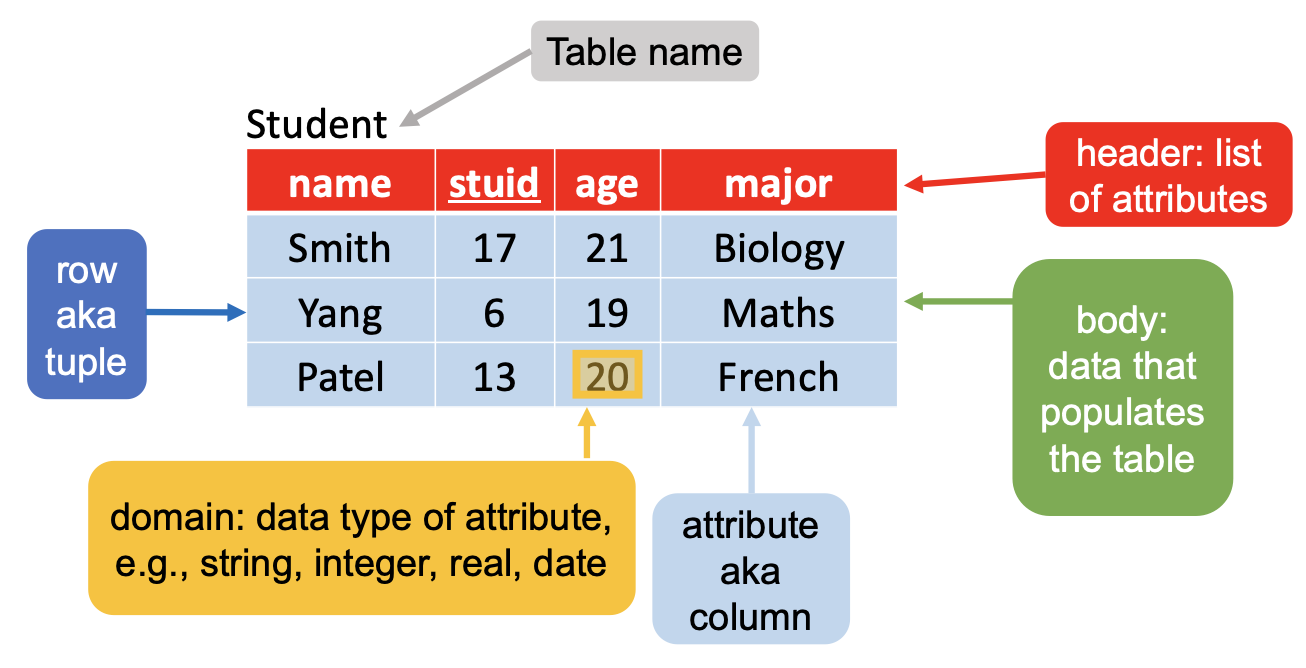 Table name
Student
name stuid age major
Smith 17 21 Biology
Yang 6 19 Maths
Patel 13 20 French
header: list
of attributes
row
aka
tuple
body:
data that
populates
the table
domain: data type of attribute,
e.g., string, integer, real, date
attribute
aka
column